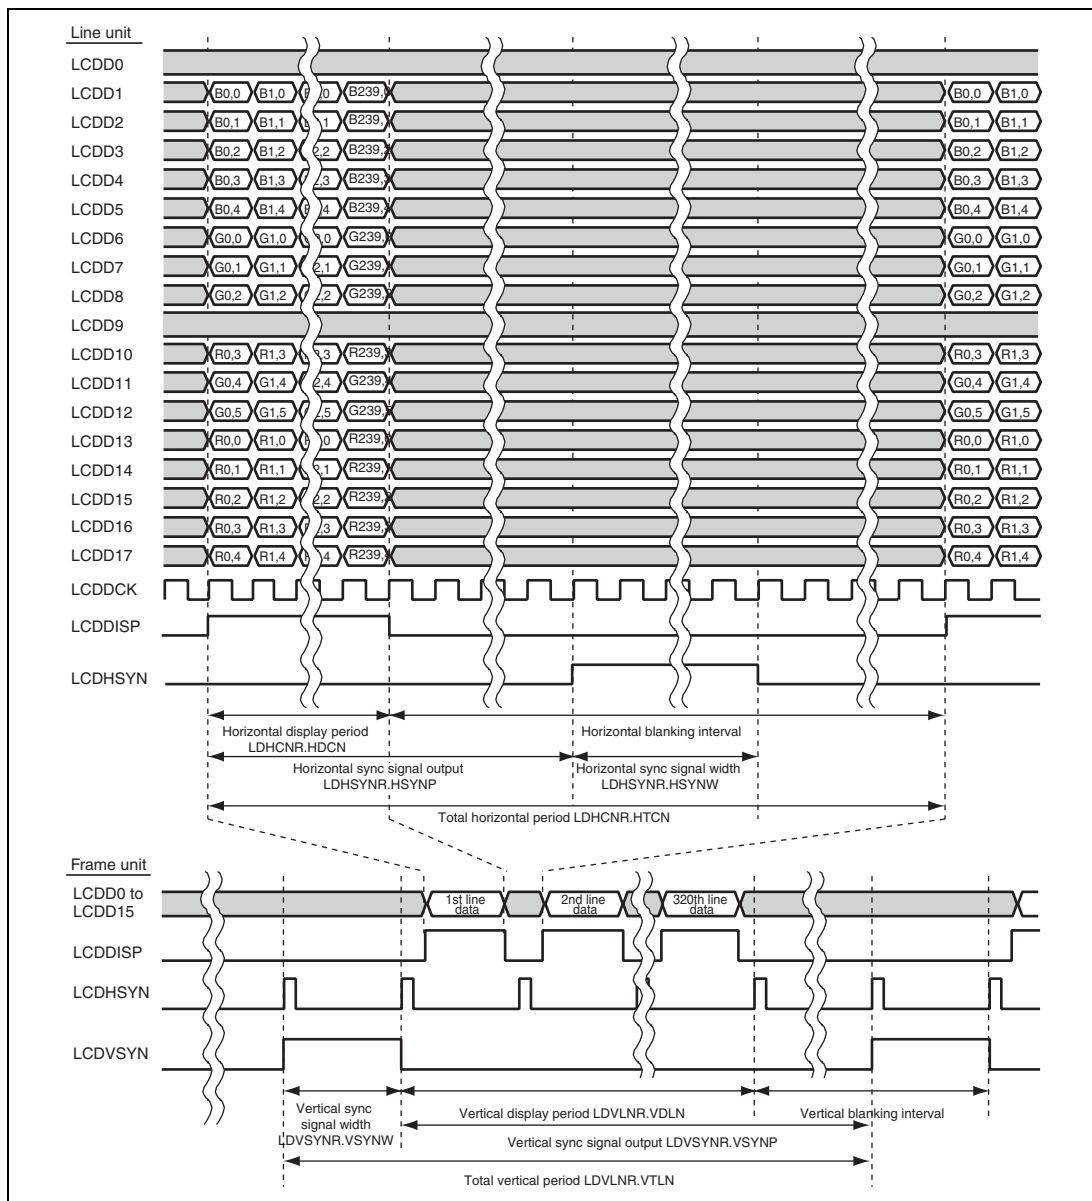 Line unit
LCDD0
LCDD1 B0,0 B1,0 B239,0 B0,0 B1,0
LCDD2 B0,1 B1,1 B239, B0,1 B1,1
LCDD3 B0,2 B1,2 B239,2 B0,2 B1,2
LCDD4 B0,3 B1,3 B239,3 B0,3 B1,3
LCDD5 B0,4 B1,4 B239,4 B0,4 B1,4
LCDD6 G0,0 G1,0 G239, G0,0 G1,0
LCDD7 G0,1 G1,1 G239, G0,1 G1,1
LCDD8 G0,2 G1,2 G239,2 G0,2 G1,2
LCDD9
LCDD10 R0,3 R1,3 R239, R0,3 R1,3
LCDD11 G0,4 G1,4 G239, G0,4 G1,4
LCDD12 G0,5 G1,5 G239, G0,5 G1,5
LCDD13 R0,0 R1,0 R239, R0,0 R1,0
LCDD14 R0,1 R1,1 R239, R0,1 R1,1
LCDD15 R0,2 R1,2 R239, R0,2 R1,2
LCDD16 R0,3 R1,3 R239, R0,3 R1,3
LCDD17 R0,4 R1,4 R239, R0,4 R1,4
LCDDCK
LCDDISP
LCDHSYN
Horizontal display period
LDHCNR.HDCN
Horizontal blanking interval
Horizontal sync signal output
LDHSYNR.HSYNP
Horizontal sync signal width
LDHSYNR.HSYNW
Total horizontal period LDHCNR.HTCN
Frame unit
LCDD0 to
LCDD15
1st line
data
2nd line
data
320th line
data
LCDDISP
LCDHSYN
LCDVSYN
Vertical sync
signal width
LDVSYNR.VSYNW
Vertical display period LDVLNR.VDLN
Vertical blanking interval
Vertical sync signal output LDVSYNR.VSYNP
Total vertical period LDVLNR.VTLN